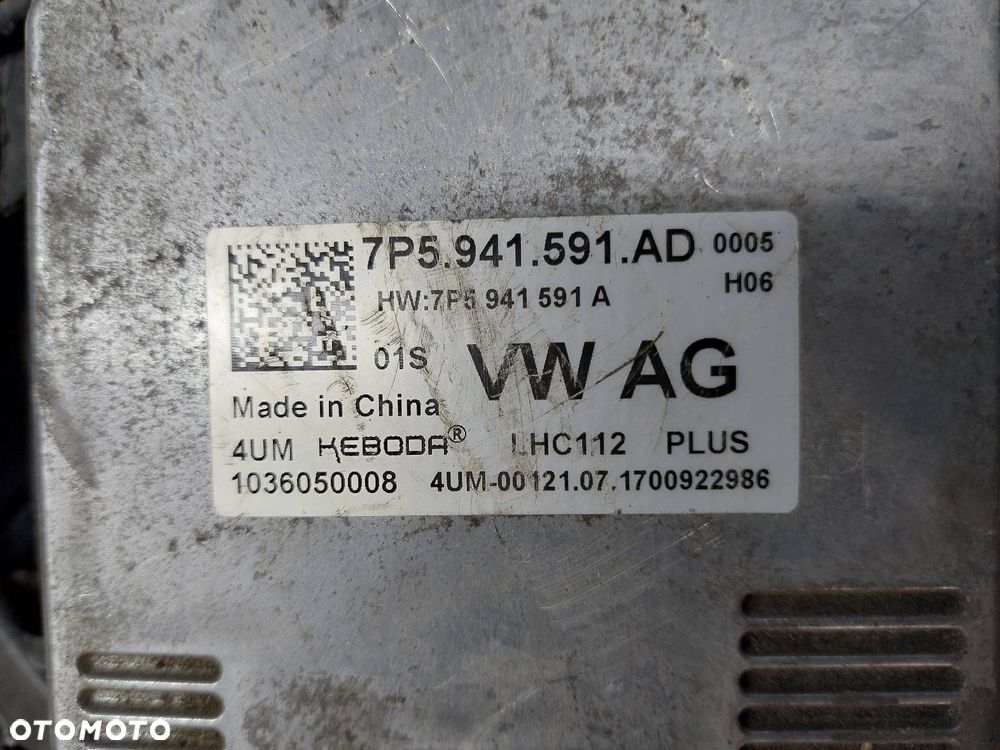 7P5.941.591.AD 0005
HW:7P5 941 591 A H06
01S VW AG
Made in China
4UM KEBODA® LHC112 PLUS
1036050008 4UM-00121.07.1700922986
OTOMOTO